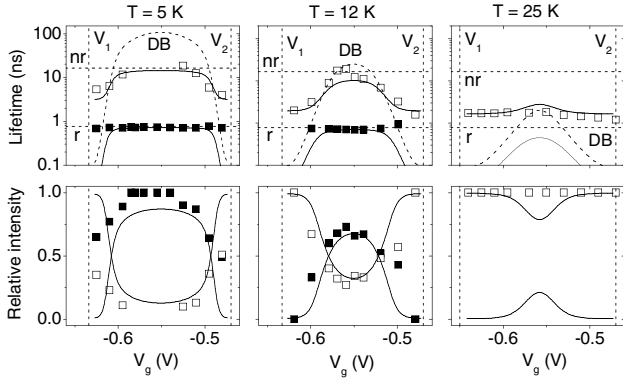 T = 5 K
T = 12 K
T = 25 K
Lifetime (ns)
100
10
1
0.1
V1
DB
V2
nr
r
V1
DB
V2
nr
r
V1
V2
nr
r
DB
Relative intensity
1.0
0.5
0.0
-0.6
-0.5
-0.6
-0.5
-0.6
-0.5
Vg (V)
Vg (V)
Vg (V)